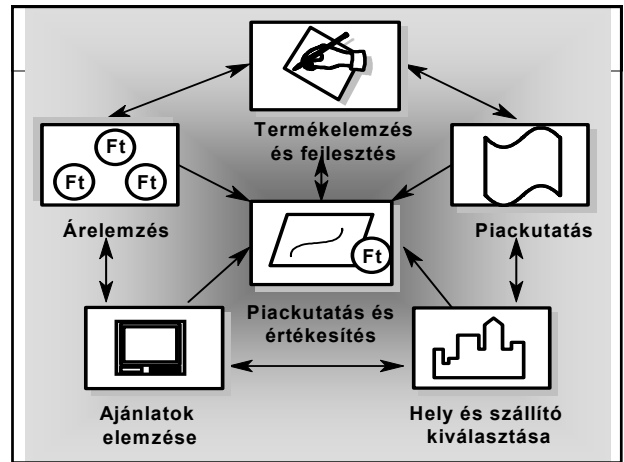 Termékelemzés
és fejlesztés
Ft
Ft
Ft
Árelemzés
Piackutatás
Ft
Piackutatás és
értékesítés
Ajánlatok
elemzése
Hely és szállító
kiválasztása